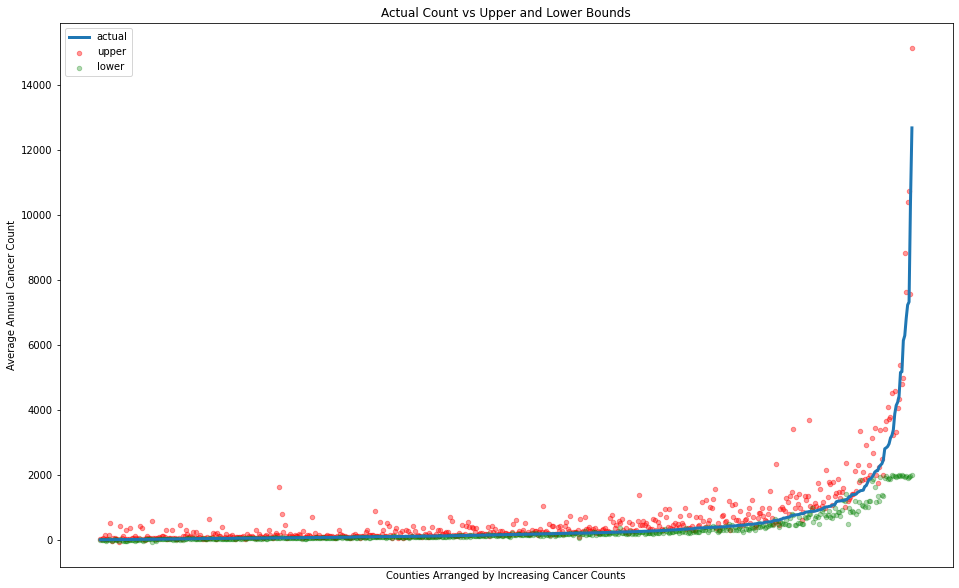 Actual Count vs Upper and Lower Bounds
actual
upper
lower
14000
12000
10000
8000
6000
4000
2000
0
Average Annual Cancer Count
Counties Arranged by Increasing Cancer Counts